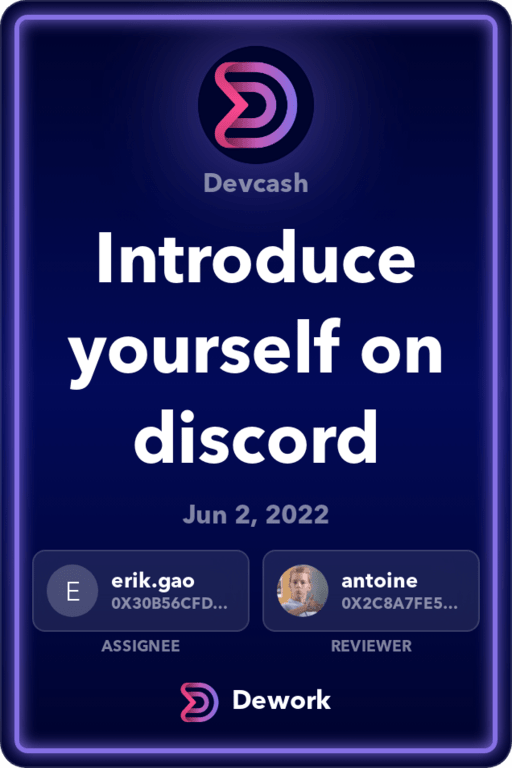 Devcash
Introduce
yourself on
discord
Jun 2, 2022
E
erik.gao
0X30B56CFD...
antoine
0X2C8A7FE5...
ASSIGNEE
REVIEWER
Dework